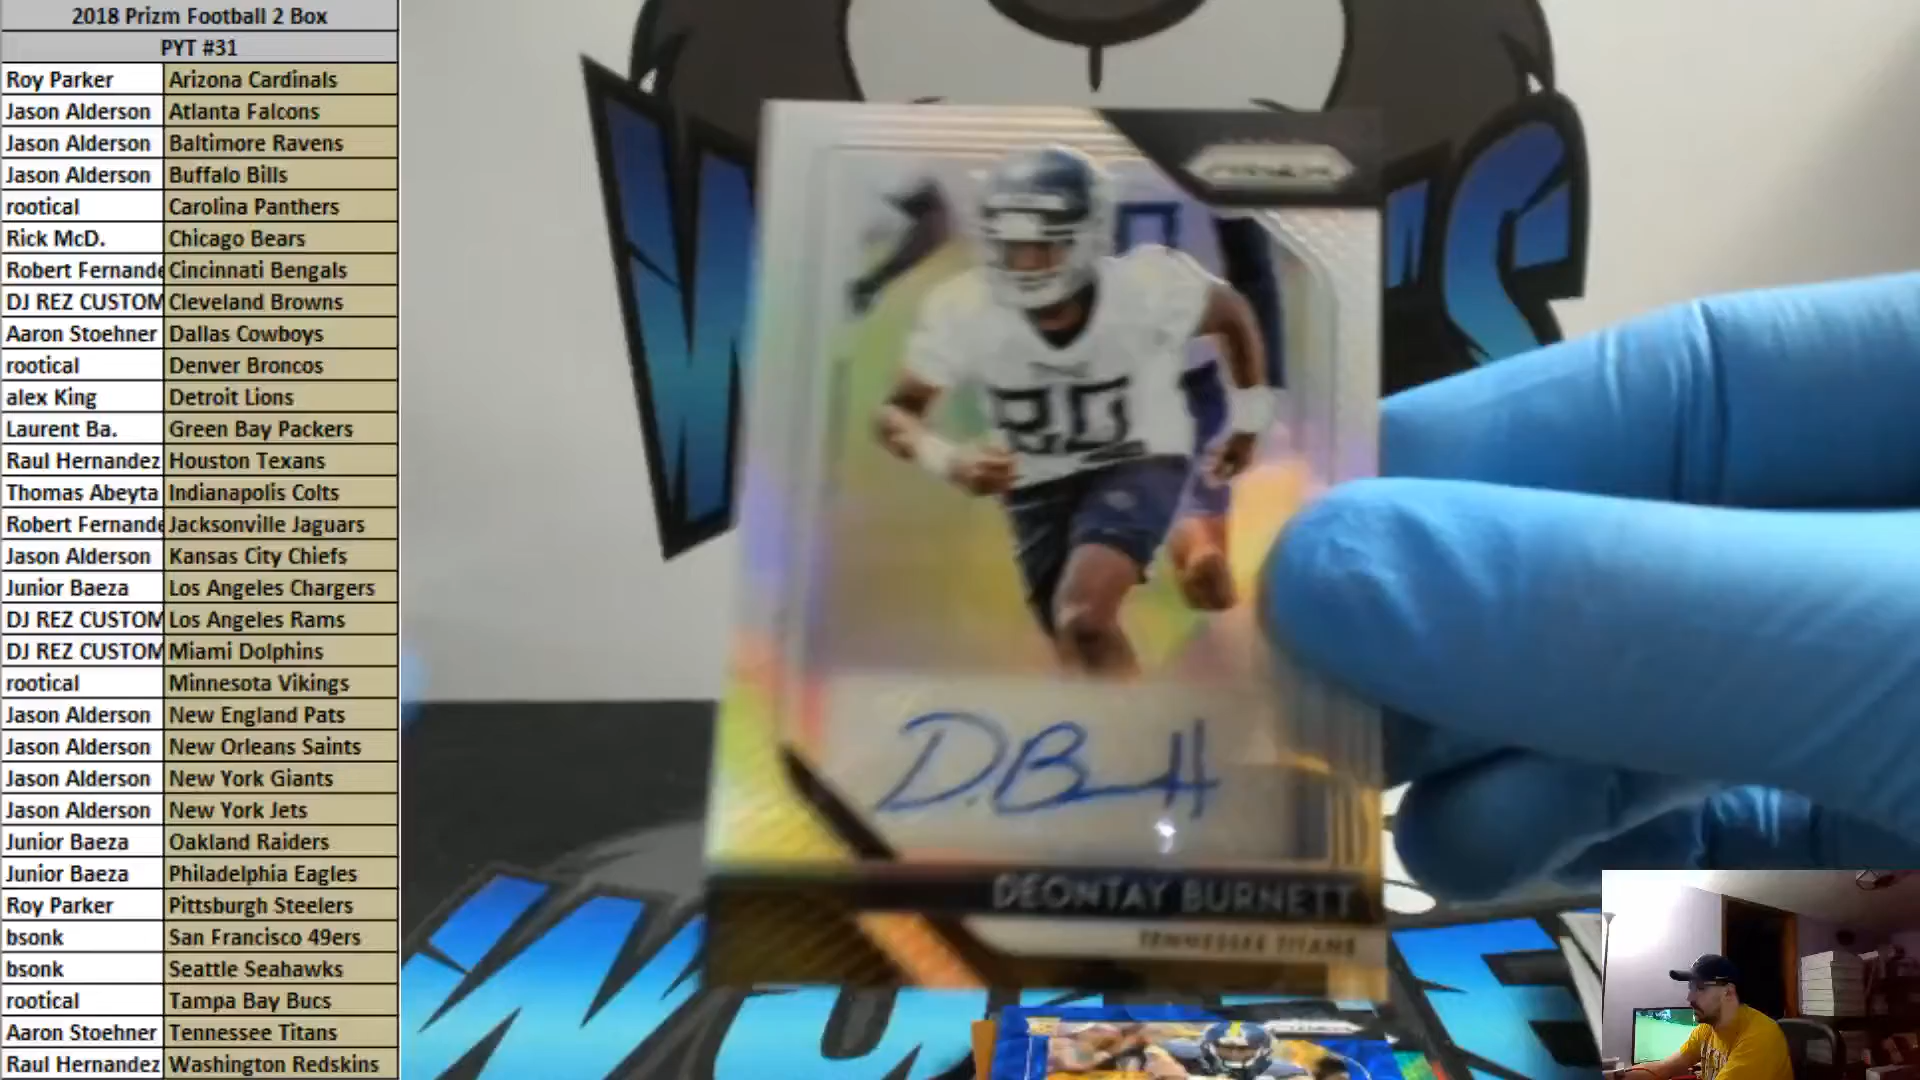 2018 Prizm Football 2 Box
PYT #31
Roy Parker Arizona Cardinals
Jason Alderson Atlanta Falcons
Jason Alderson Baltimore Ravens
Jason Alderson Buffalo Bills
rootical Carolina Panthers
Rick McD. Chicago Bears
Robert Fernande Cincinnati Bengals
DJ REZ CUSTOM Cleveland Browns
Aaron Stoehner Dallas Cowboys
rootical Denver Broncos
alex King Detroit Lions
Laurent Ba. Green Bay Packers
Raul Hernandez Houston Texans
Thomas Abeyta Indianapolis Colts
Robert Fernande Jacksonville Jaguars
Jason Alderson Kansas City Chiefs
Junior Baeza Los Angeles Chargers
DJ REZ CUSTOM Los Angeles Rams
DJ REZ CUSTOM Miami Dolphins
rootical Minnesota Vikings
Jason Alderson New England Pats
Jason Alderson New Orleans Saints
Jason Alderson New York Giants
Jason Alderson New York Jets
Junior Baeza Oakland Raiders
Junior Baeza Philadelphia Eagles
Roy Parker Pittsburgh Steelers
bsonk San Francisco 49ers
bsonk Seattle Seahawks
rootical Tampa Bay Bucs
Aaron Stoehner Tennessee Titans
Raul Hernandez Washington Redskins
PRIZM
80
D. Burnett
DEONTAY BURNETT
TENNESSEE TITANS